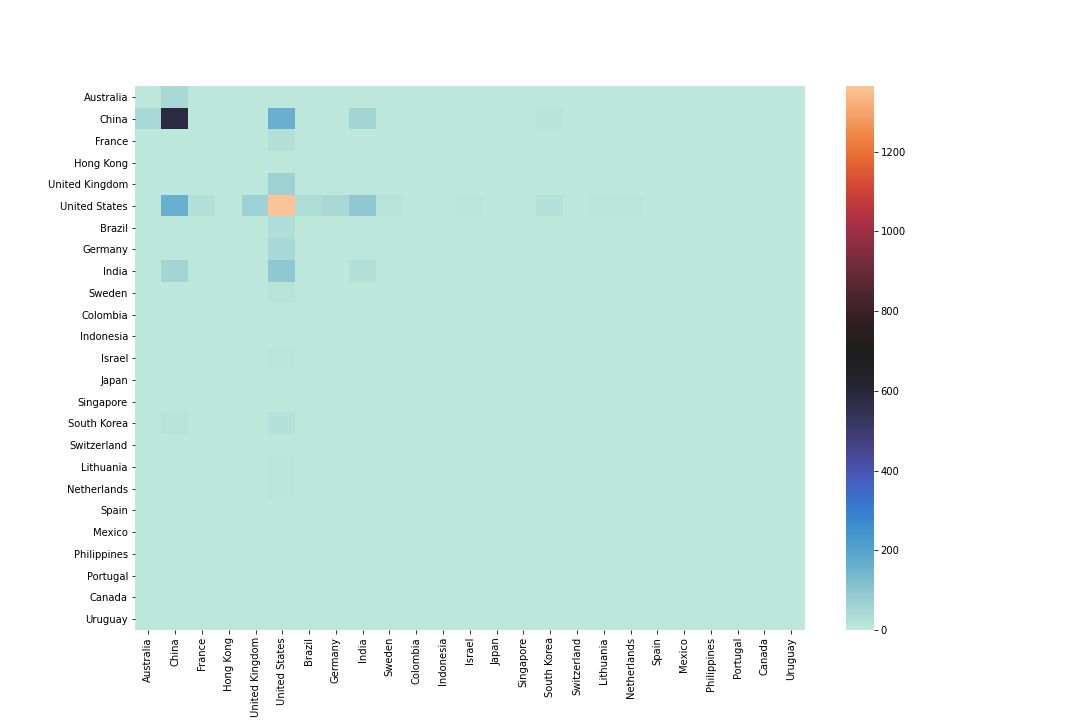 Australia
China
France
Hong Kong
United Kingdom
United States
Brazil
Germany
India
Sweden
Colombia
Indonesia
Israel
Japan
Singapore
South Korea
Switzerland
Lithuania
Netherlands
Spain
Mexico
Philippines
Portugal
Canada
Uruguay
Australia
China
France
Hong Kong
United Kingdom
United States
Brazil
Germany
India
Sweden
Colombia
Indonesia
Israel
Japan
Singapore
South Korea
Switzerland
Lithuania
Netherlands
Spain
Mexico
Philippines
Portugal
Canada
Uruguay
1200
1000
800
600
400
200
0